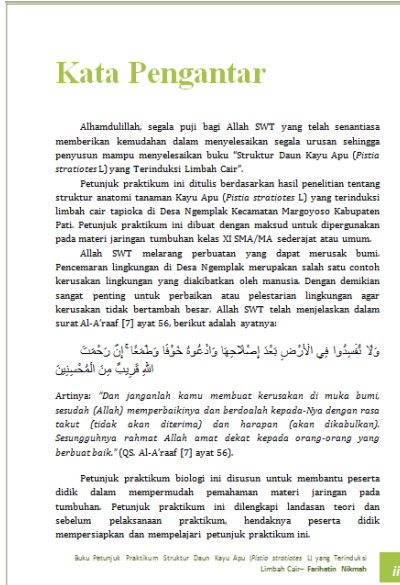 Kata Pengantar
Alhamdulillah, segala puji bagi Allah SWT yang telah senantiasa
memberikan kemudahan dalam menyelesaikan segala urusan sehingga
penyusun mampu menyelesaikan buku “Struktur Daun Kayu Apu (Pistia
stratiotes L) yang Terinduksi Limbah Cair”.
Petunjuk praktikum ini ditulis berdasarkan hasil penelitian tentang
struktur anatomi tanaman Kayu Apu (Pistia stratiotes L) yang terinduksi
limbah cair tapioka di Desa Ngemplak Kecamatan Margoyoso Kabupaten
Pati. Petunjuk praktikum ini dibuat dengan maksud untuk dipergunakan
pada materi jaringan tumbuhan kelas XI SMA/MA sederajat atau umum.
Allah SWT melarang perbuatan yang dapat merusak bumi.
Pencemaran lingkungan di Desa Ngemplak merupakan salah satu contoh
kerusakan lingkungan yang diakibatkan oleh manusia. Dengan demikian
sangat penting untuk perbaikan atau pelestarian lingkungan agar
kerusakan tidak bertambah besar. Allah SWT telah menjelaskan dalam
surat Al-A’raaf [7] ayat 56, berikut adalah ayatnya:
وَلَا تُفْسِدُوا فِي الْأَرْضِ بَعْدَ إِصْلَاحِهَا وَادْعُوهُ خَوْفًا وَطَمَعًا ۚ إِنَّ رَحْمَتَ
اللَّهِ قَرِيبٌ مِنَ الْمُحْسِنِينَ
Artinya: “Dan janganlah kamu membuat kerusakan di muka bumi,
sesudah (Allah) memperbaikinya dan berdoalah kepada-Nya dengan rasa
takut (tidak akan diterima) dan harapan (akan dikabulkan).
Sesungguhnya rahmat Allah amat dekat kepada orang-orang yang
berbuat baik.” (QS. Al-A’raaf [7] ayat 56).
Petunjuk praktikum biologi ini disusun untuk membantu peserta
didik dalam mempermudah pemahaman materi jaringan pada
tumbuhan. Petunjuk praktikum ini dilengkapi landasan teori dan
sebelum pelaksanaan praktikum, hendaknya peserta didik
mempersiapkan dan mempelajari petunjuk praktikum ini.
Buku Petunjuk Praktikum Struktur Daun Kayu Apu (Pistia stratiotes L) yang Terinduksi
Limbah Cair– Farihatin Nikmah
ii